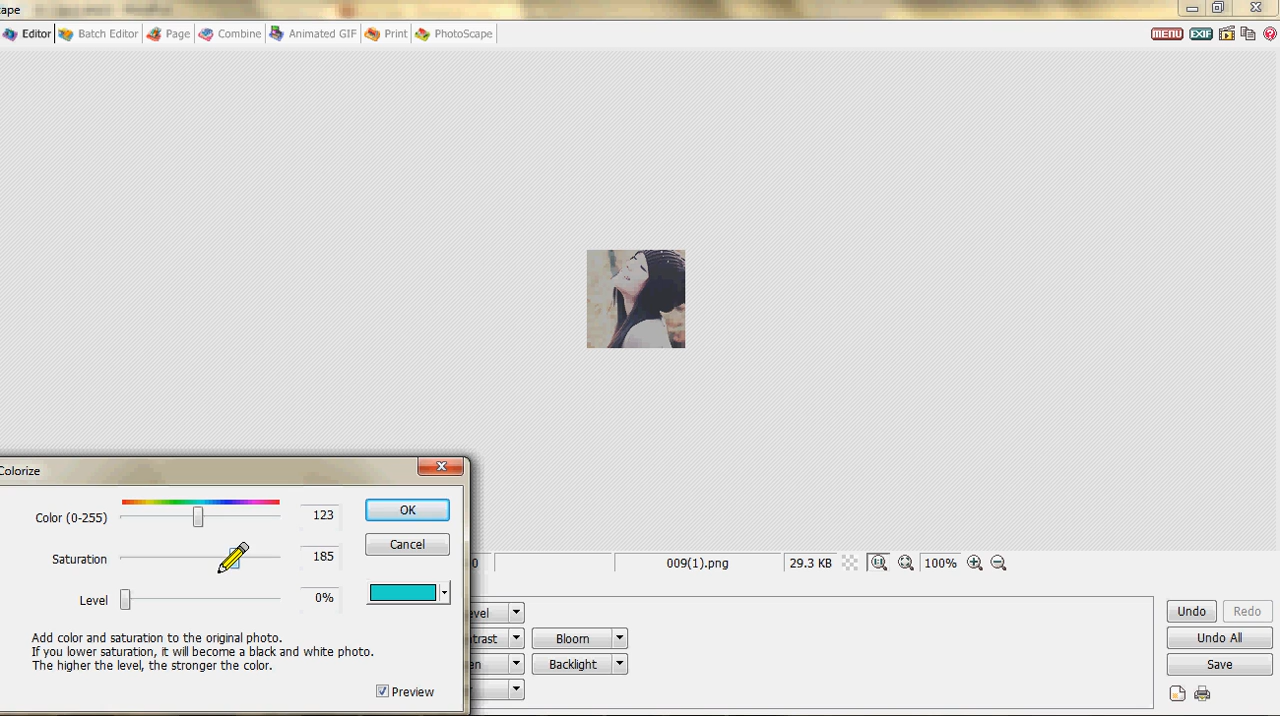 ape
Editor Batch Editor Page Combine Animated GIF Print PhotoScape MENU EXIF
Colorize
Color (0-255) 123 OK
Saturation 185 Cancel
Level 0%
Add color and saturation to the original photo.
If you lower saturation, it will become a black and white photo.
The higher the level, the stronger the color.
Preview
0 009(1).png 29.3 KB 100%
evel
trast Bloom
en Backlight
Undo Redo
Undo All
Save